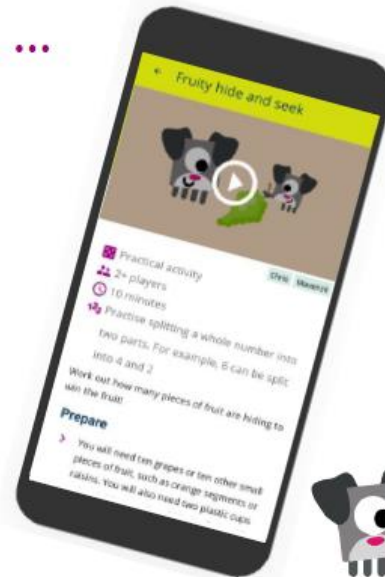 ...
← Fruity hide and seek
Chris Maverick
Practical activity
2+ players
10 minutes
Practise splitting a whole number into
two parts. For example, 6 can be split
into 4 and 2
Work out how many pieces of fruit are hiding to
win the fruit!
Prepare
> You will need ten grapes or ten other small
pieces of fruit, such as orange segments or
raisins. You will also need two plastic cups